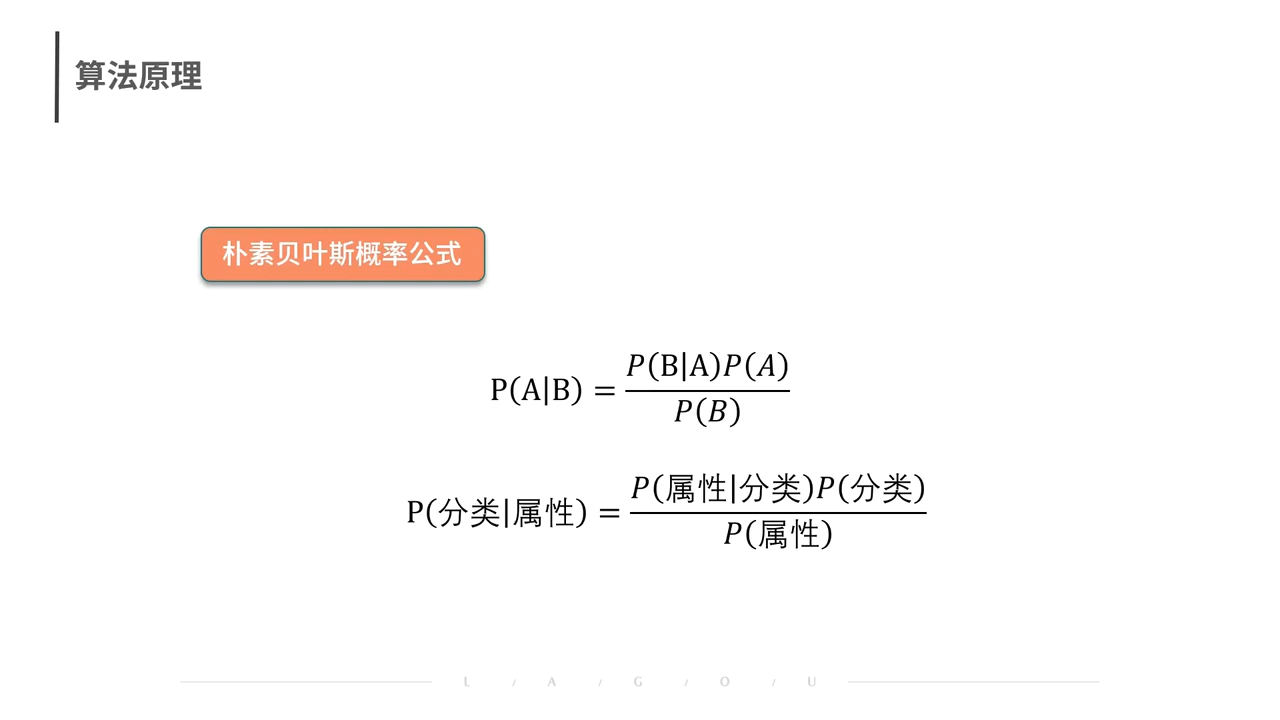 算法原理
朴素贝叶斯概率公式
P(A|B) = P(B|A)P(A) / P(B)
P(分类|属性) = P(属性|分类)P(分类) / P(属性)
L / A / G / O / U